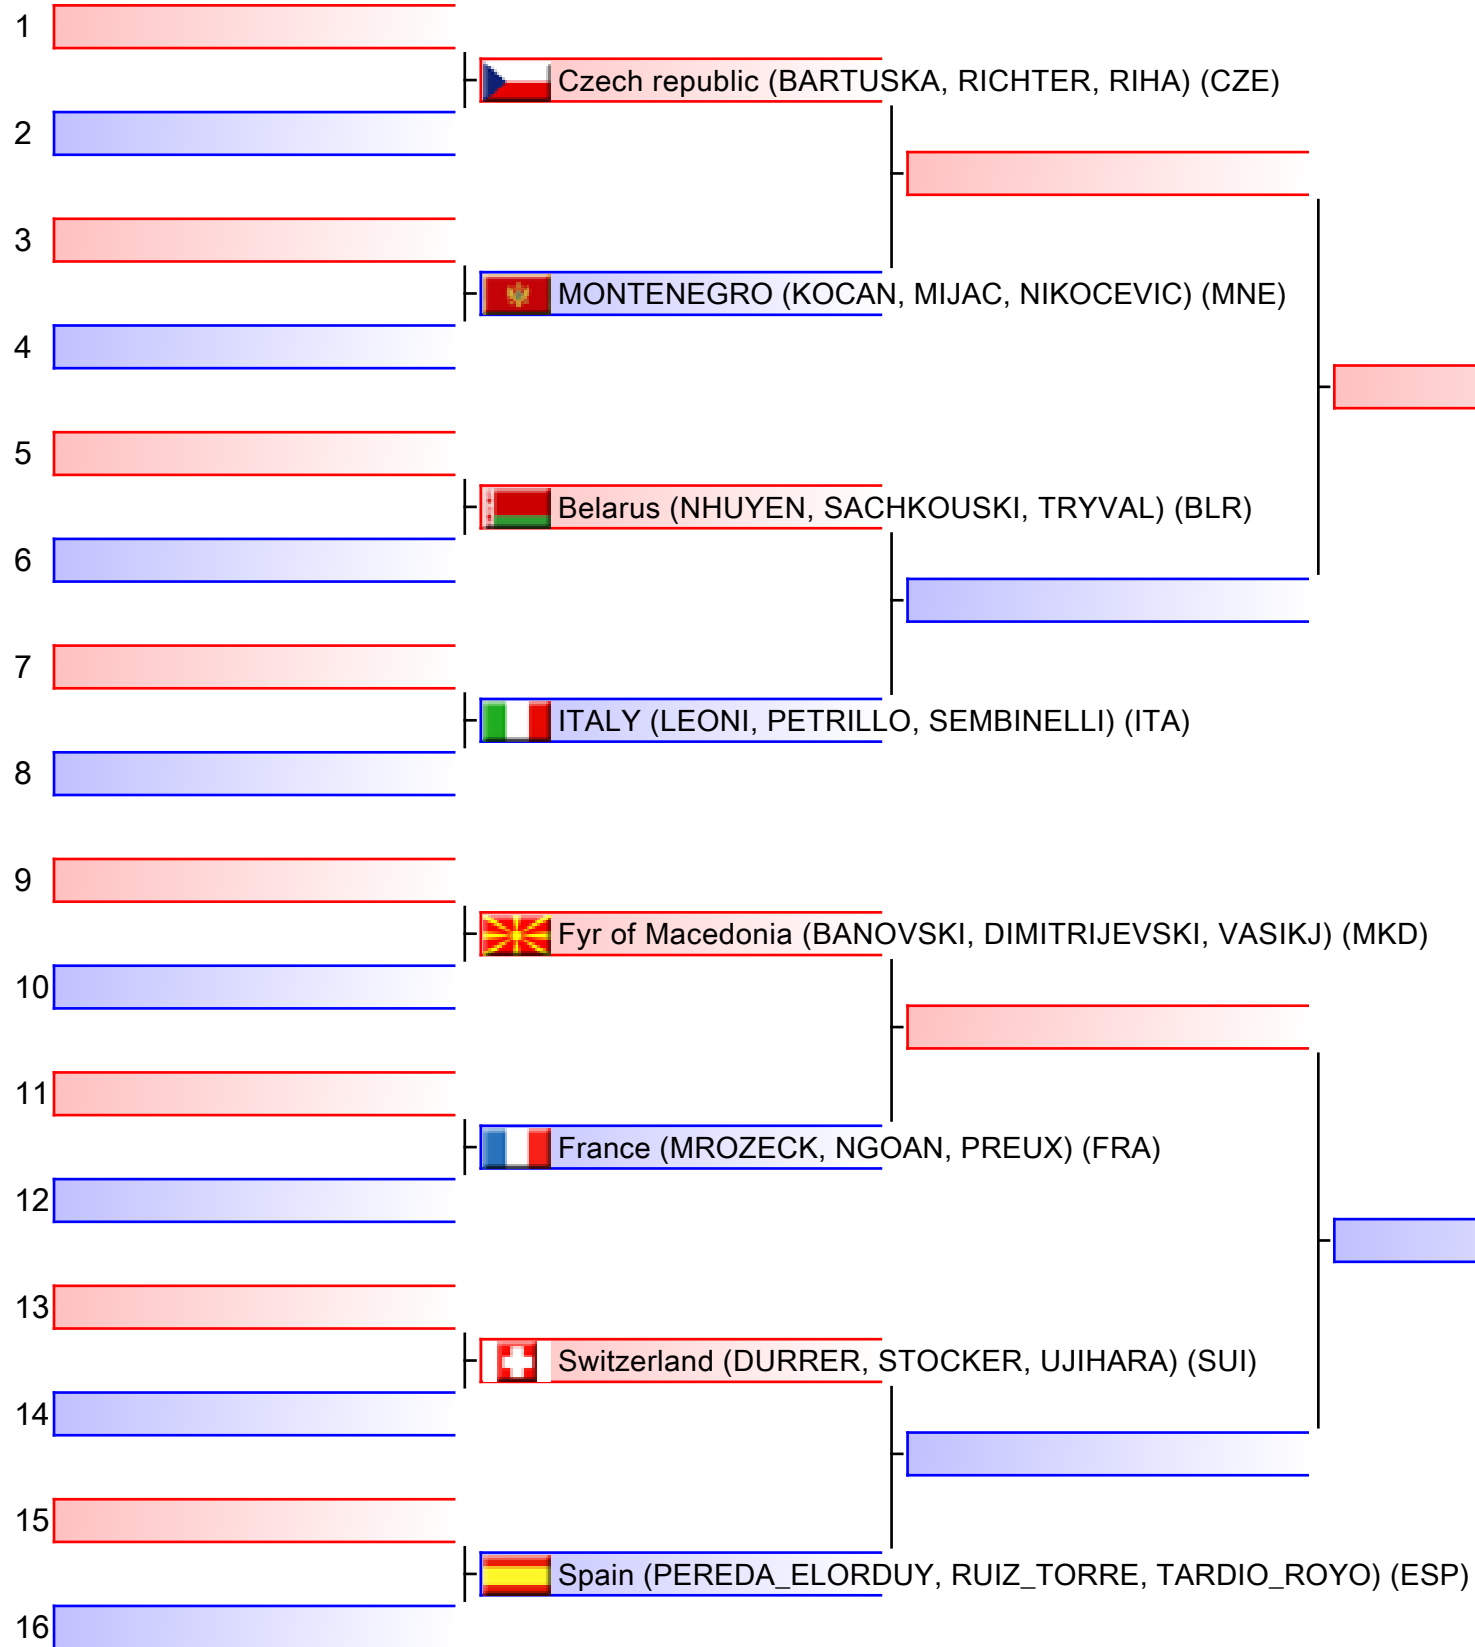 1
Czech republic (BARTUSKA, RICHTER, RIHA) (CZE)
2
3
MONTENEGRO (KOCAN, MIJAC, NIKOCEVIC) (MNE)
4
5
Belarus (NHUYEN, SACHKOUSKI, TRYVAL) (BLR)
6
7
ITALY (LEONI, PETRILLO, SEMBINELLI) (ITA)
8
9
Fyr of Macedonia (BANOVSKI, DIMITRIJEVSKI, VASIKJ) (MKD)
10
11
France (MROZECK, NGOAN, PREUX) (FRA)
12
13
Switzerland (DURRER, STOCKER, UJIHARA) (SUI)
14
15
Spain (PEREDA_ELORDUY, RUIZ_TORRE, TARDIO_ROYO) (ESP)
16